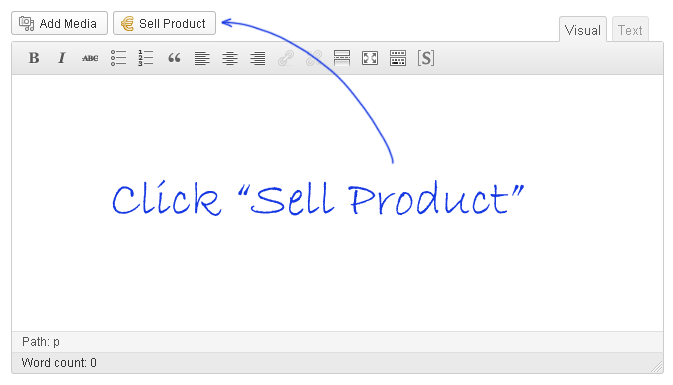 Add Media Sell Product
Visual Text
B I ABC “ [S]
Click “Sell Product”
Path: p
Word count: 0